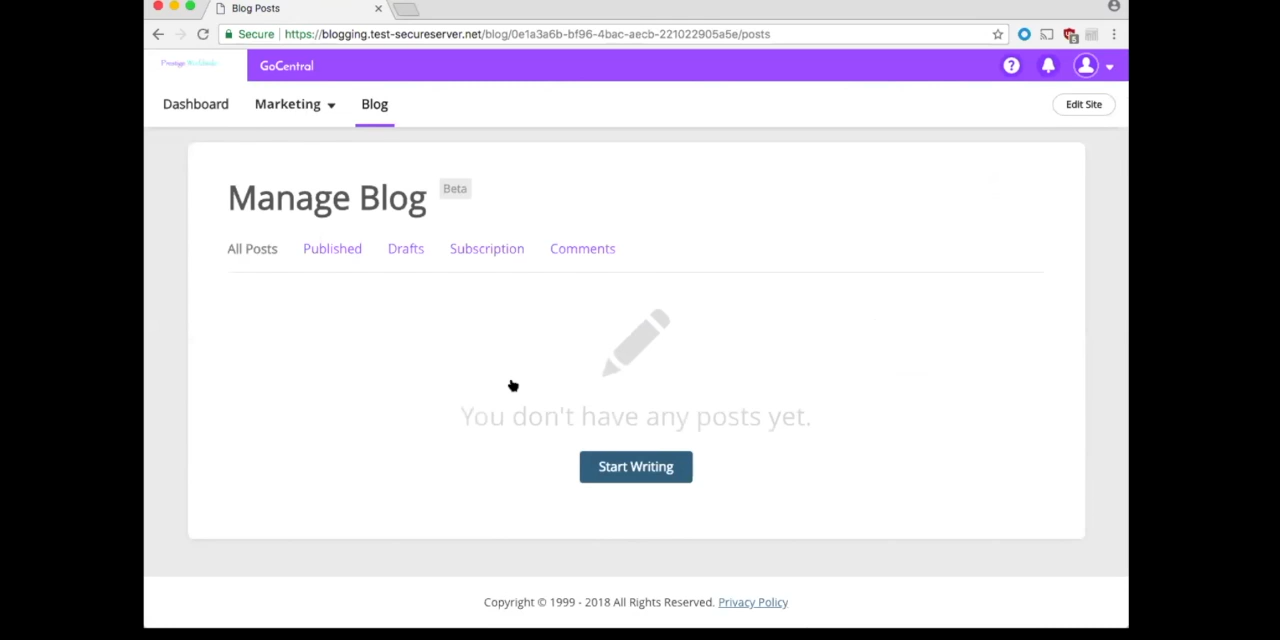 Blog Posts
Secure https://blogging.test-secureserver.net/blog/0e1a3a6b-bf96-4bac-aecb-221022905a5e/posts
GoCentral
Dashboard Marketing Blog Edit Site
Manage Blog Beta
All Posts Published Drafts Subscription Comments
You don't have any posts yet.
Start Writing
Copyright © 1999 - 2018 All Rights Reserved. Privacy Policy